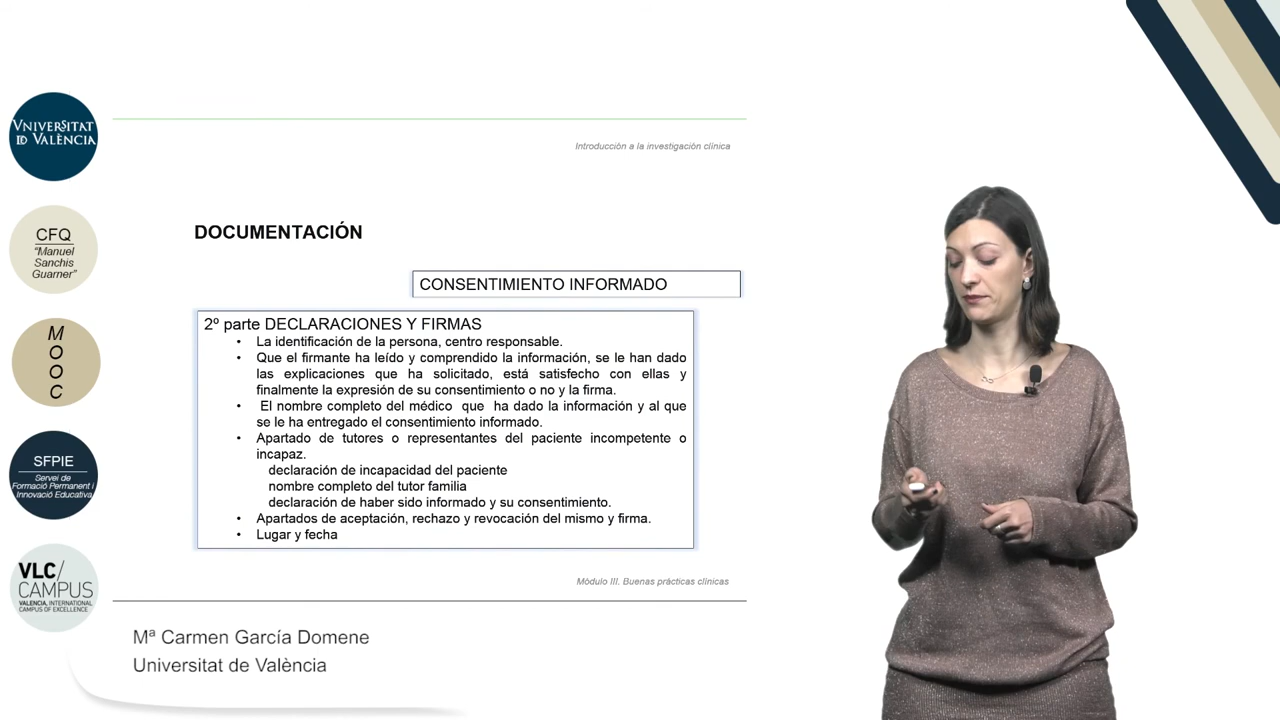 VNIVERSITAT
ID VALÈNCIA
CFQ
“Manuel
Sanchis
Guarner”
M
O
O
C
SFPIE
Servei de
Formació Permanent i
Innovació Educativa
VLC/
CAMPUS
VALENCIA, INTERNATIONAL
CAMPUS OF EXCELLENCE
Introducciòn a la investigaciòn clínica
DOCUMENTACIÓN
CONSENTIMIENTO INFORMADO
2º parte DECLARACIONES Y FIRMAS
• La identificación de la persona, centro responsable.
• Que el firmante ha leído y comprendido la información, se le han dado
las explicaciones que ha solicitado, está satisfecho con ellas y
finalmente la expresión de su consentimiento o no y la firma.
• El nombre completo del médico que ha dado la información y al que
se le ha entregado el consentimiento informado.
• Apartado de tutores o representantes del paciente incompetente o
incapaz.
declaración de incapacidad del paciente
nombre completo del tutor familia
declaración de haber sido informado y su consentimiento.
• Apartados de aceptación, rechazo y revocación del mismo y firma.
• Lugar y fecha
Mòdulo III. Buenas pràcticas clìnicas
Mª Carmen García Domene
Universitat de València